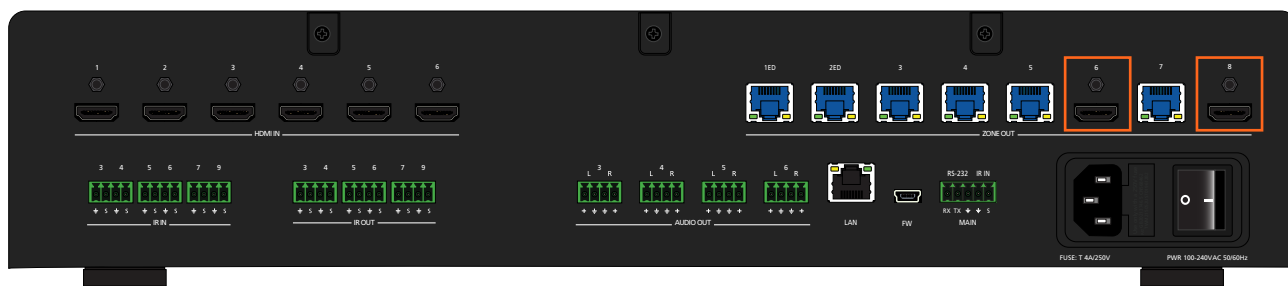 1 2 3 4 5 6
HDMI IN
1ED 2ED 3 4 5 6 7 8
ZONE OUT
3 4 5 6 7 9
S S S S S S
IR IN
3 4 5 6 7 9
S S S S S S
IR OUT
3 4 5 6
L R L R L R L R
+ + + + + + + +
AUDIO OUT
LAN
FW
RS-232 IR IN
RX TX S
MAIN
O I
FUSE: T 4A/250V
PWR 100-240VAC 50/60Hz